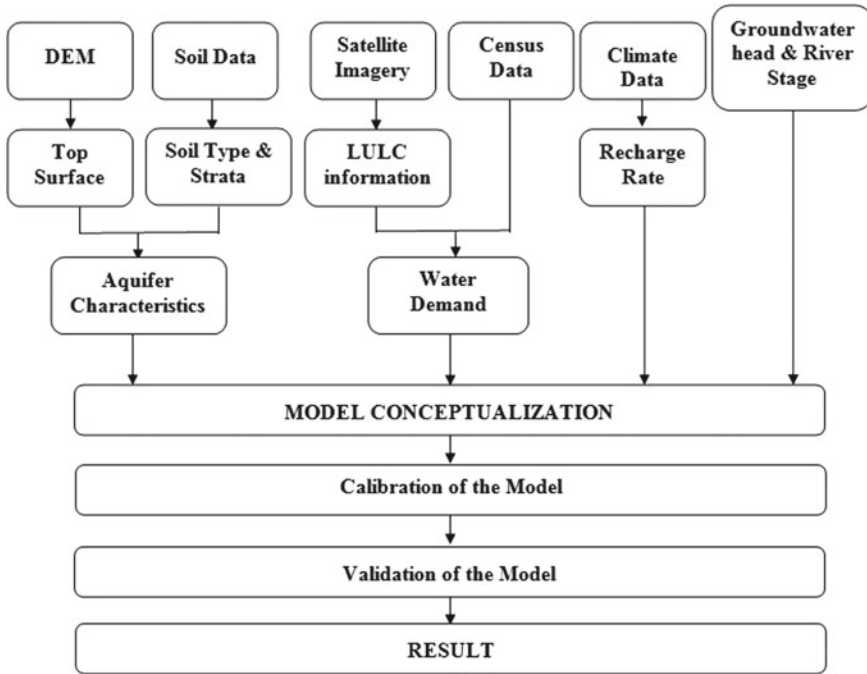 DEM
Soil Data
Satellite
Imagery
Census
Data
Climate
Data
Groundwater
head & River
Stage
Top
Surface
Soil Type &
Strata
LULC
information
Recharge
Rate
Aquifer
Characteristics
Water
Demand
MODEL CONCEPTUALIZATION
Calibration of the Model
Validation of the Model
RESULT